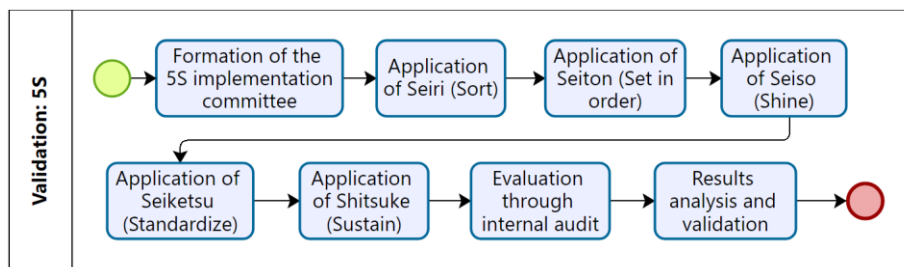 Validation: 5S
Formation of the
5S implementation
committee
Application
of Seiri (Sort)
Application of
Seiton (Set in
order)
Application
of Seiso
(Shine)
Application of
Seiketsu
(Standardize)
Application
of Shitsuke
(Sustain)
Evaluation
through
internal audit
Results
analysis and
validation